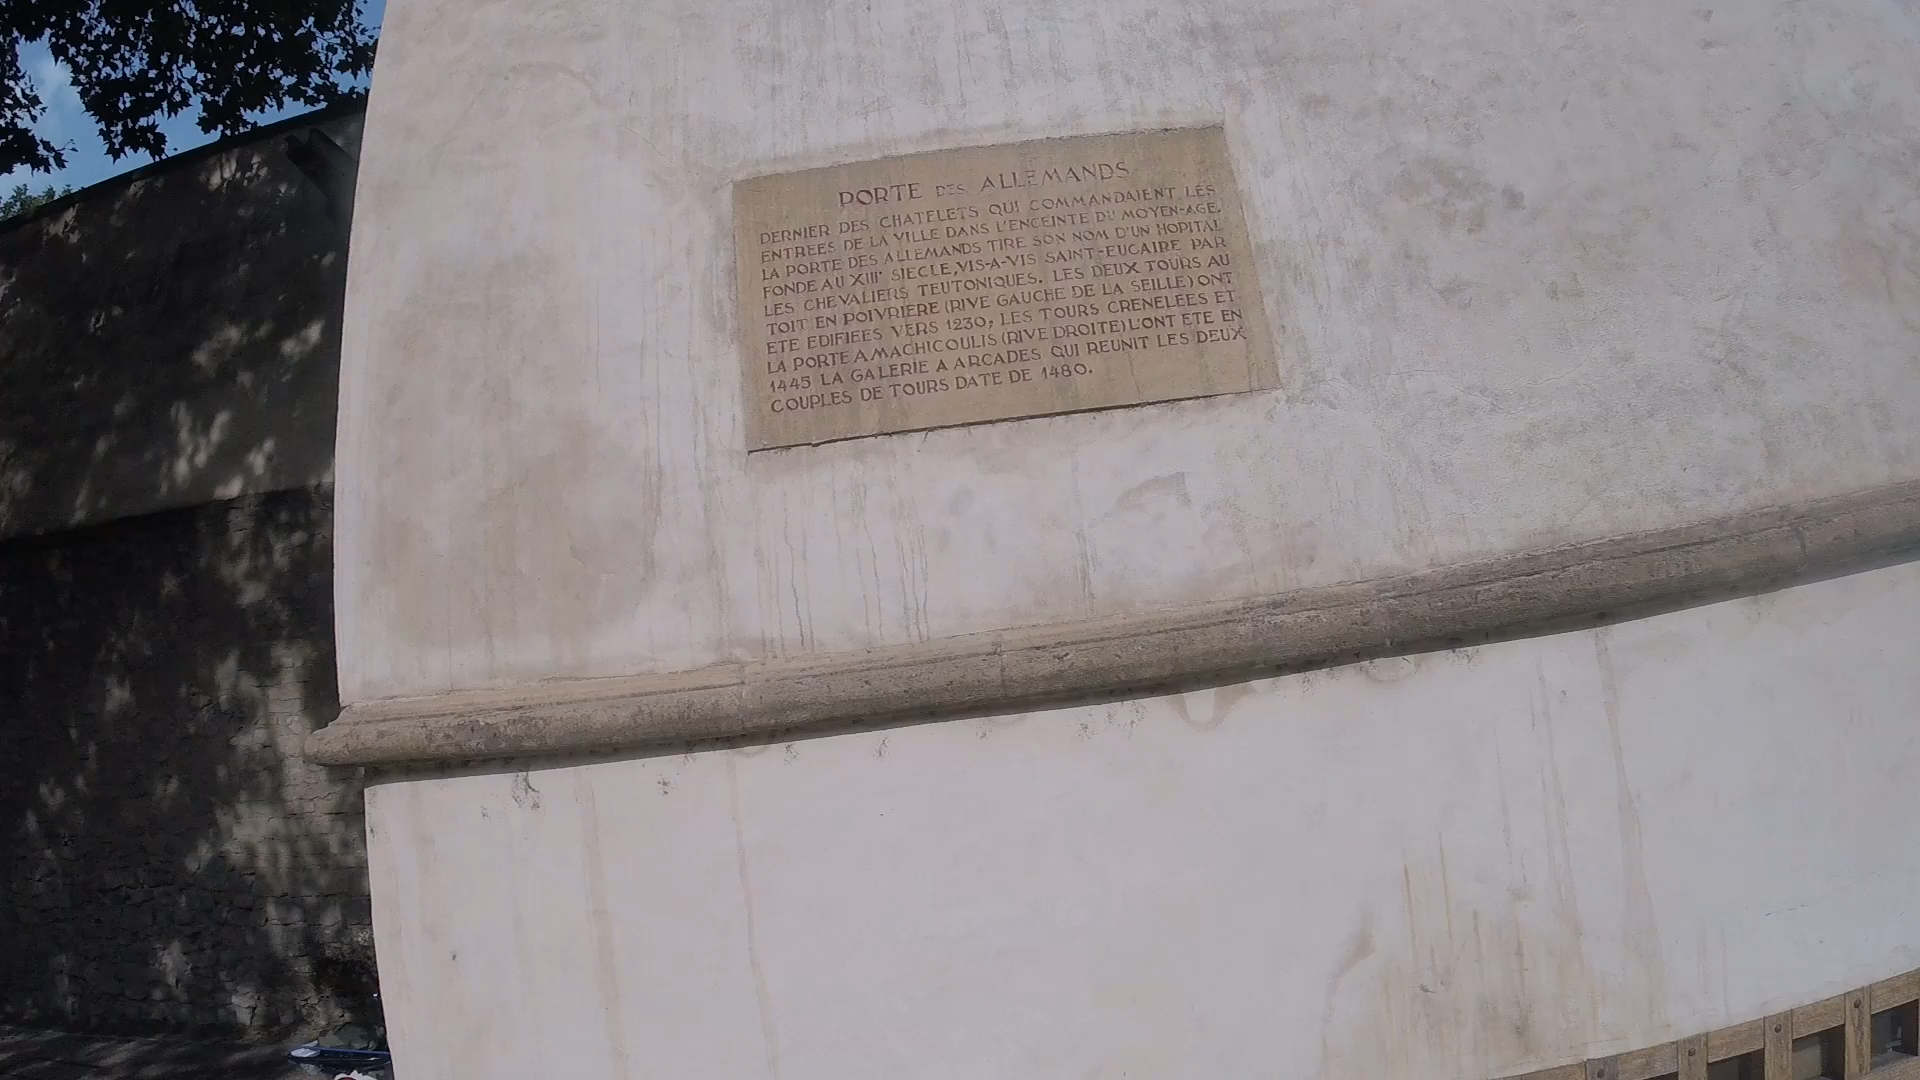 PORTE DES ALLEMANDS
DERNIER DES CHATELETS QUI COMMANDAIENT LES
ENTREES DE LA VILLE DANS L'ENCEINTE DU MOYEN-AGE.
LA PORTE DES ALLEMANDS TIRE SON NOM D'UN HOPITAL
FONDE AU XIIIᵉ SIECLE, VIS-A-VIS SAINT-EUCAIRE PAR
LES CHEVALIERS TEUTONIQUES. LES DEUX TOURS AU
TOIT EN POIVRIERE (RIVE GAUCHE DE LA SEILLE) ONT
ETE EDIFIEES VERS 1230; LES TOURS CRENELEES ET
LA PORTE A MACHICOULIS (RIVE DROITE) L'ONT ETE EN
1445 LA GALERIE A ARCADES QUI REUNIT LES DEUX
COUPLES DE TOURS DATE DE 1480.